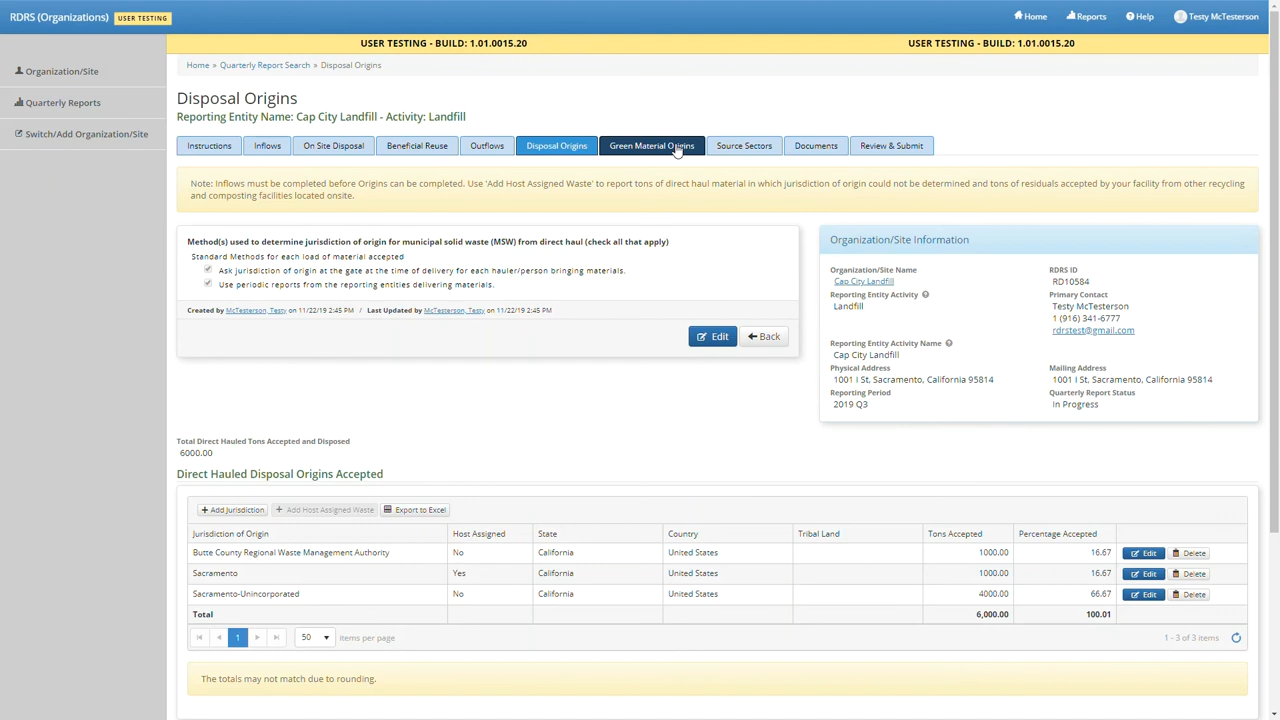 RDRS (Organizations) USER TESTING
Home Reports Help Testy McTesterson
USER TESTING - BUILD: 1.01.0015.20 USER TESTING - BUILD: 1.01.0015.20
Organization/Site
Quarterly Reports
Switch/Add Organization/Site
Home » Quarterly Report Search » Disposal Origins
Disposal Origins
Reporting Entity Name: Cap City Landfill - Activity: Landfill
Instructions Inflows On Site Disposal Beneficial Reuse Outflows Disposal Origins Green Material Origins Source Sectors Documents Review & Submit
Note: Inflows must be completed before Origins can be completed. Use 'Add Host Assigned Waste' to report tons of direct haul material in which jurisdiction of origin could not be determined and tons of residuals accepted by your facility from other recycling
and composting facilities located onsite.
Method(s) used to determine jurisdiction of origin for municipal solid waste (MSW) from direct haul (check all that apply)
Standard Methods for each load of material accepted
Ask jurisdiction of origin at the gate at the time of delivery for each hauler/person bringing materials.
Use periodic reports from the reporting entities delivering materials.
Created by McTesterson, Testy on 11/22/19 2:45 PM / Last Updated by McTesterson, Testy on 11/22/19 2:45 PM
Edit Back
Organization/Site Information
Organization/Site Name RDRS ID
Cap City Landfill RD10584
Reporting Entity Activity Primary Contact
Landfill Testy McTesterson
1 (916) 341-6777
rdrstest@gmail.com
Reporting Entity Activity Name
Cap City Landfill
Physical Address Mailing Address
1001 I St, Sacramento, California 95814 1001 I St, Sacramento, California 95814
Reporting Period Quarterly Report Status
2019 Q3 In Progress
Total Direct Hauled Tons Accepted and Disposed
6000.00
Direct Hauled Disposal Origins Accepted
Add Jurisdiction Add Host Assigned Waste Export to Excel
Jurisdiction of Origin Host Assigned State Country Tribal Land Tons Accepted Percentage Accepted
Butte County Regional Waste Management Authority No California United States 1000.00 16.67 Edit Delete
Sacramento Yes California United States 1000.00 16.67 Edit Delete
Sacramento-Unincorporated No California United States 4000.00 66.67 Edit Delete
Total 6,000.00 100.01
1 50 items per page 1 - 3 of 3 items
The totals may not match due to rounding.